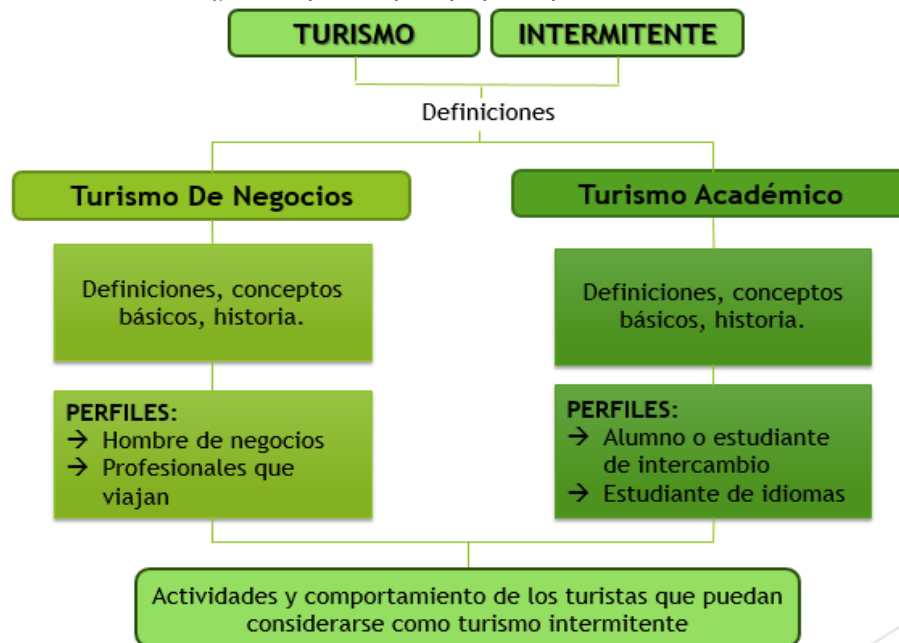 TURISMO
INTERMITENTE
Definiciones
Turismo De Negocios
Turismo Académico
Definiciones, conceptos
básicos, historia.
Definiciones, conceptos
básicos, historia.
PERFILES:
→ Hombre de negocios
→ Profesionales que
viajan
PERFILES:
→ Alumno o estudiante
de intercambio
→ Estudiante de idiomas
Actividades y comportamiento de los turistas que puedan
considerarse como turismo intermitente